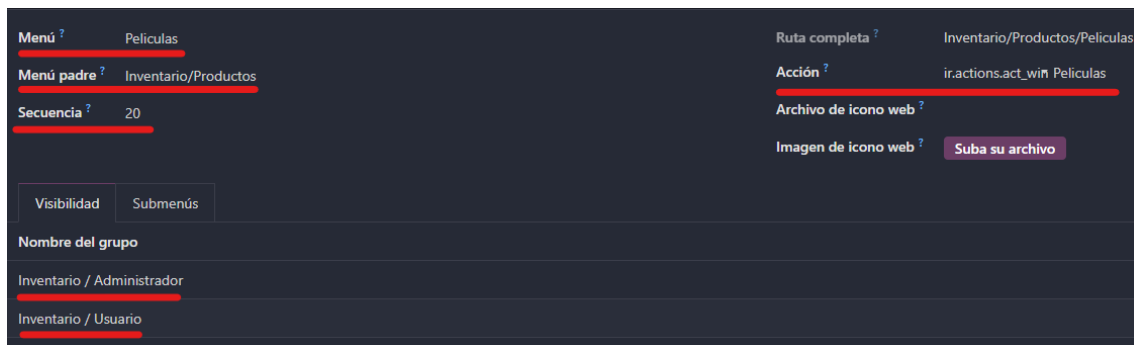 Menú ? Peliculas
Menú padre ? Inventario/Productos
Secuencia ? 20
Ruta completa ? Inventario/Productos/Peliculas
Acción ? ir.actions.act_win Peliculas
Archivo de icono web ?
Imagen de icono web ? Suba su archivo
Visibilidad Submenús
Nombre del grupo
Inventario / Administrador
Inventario / Usuario